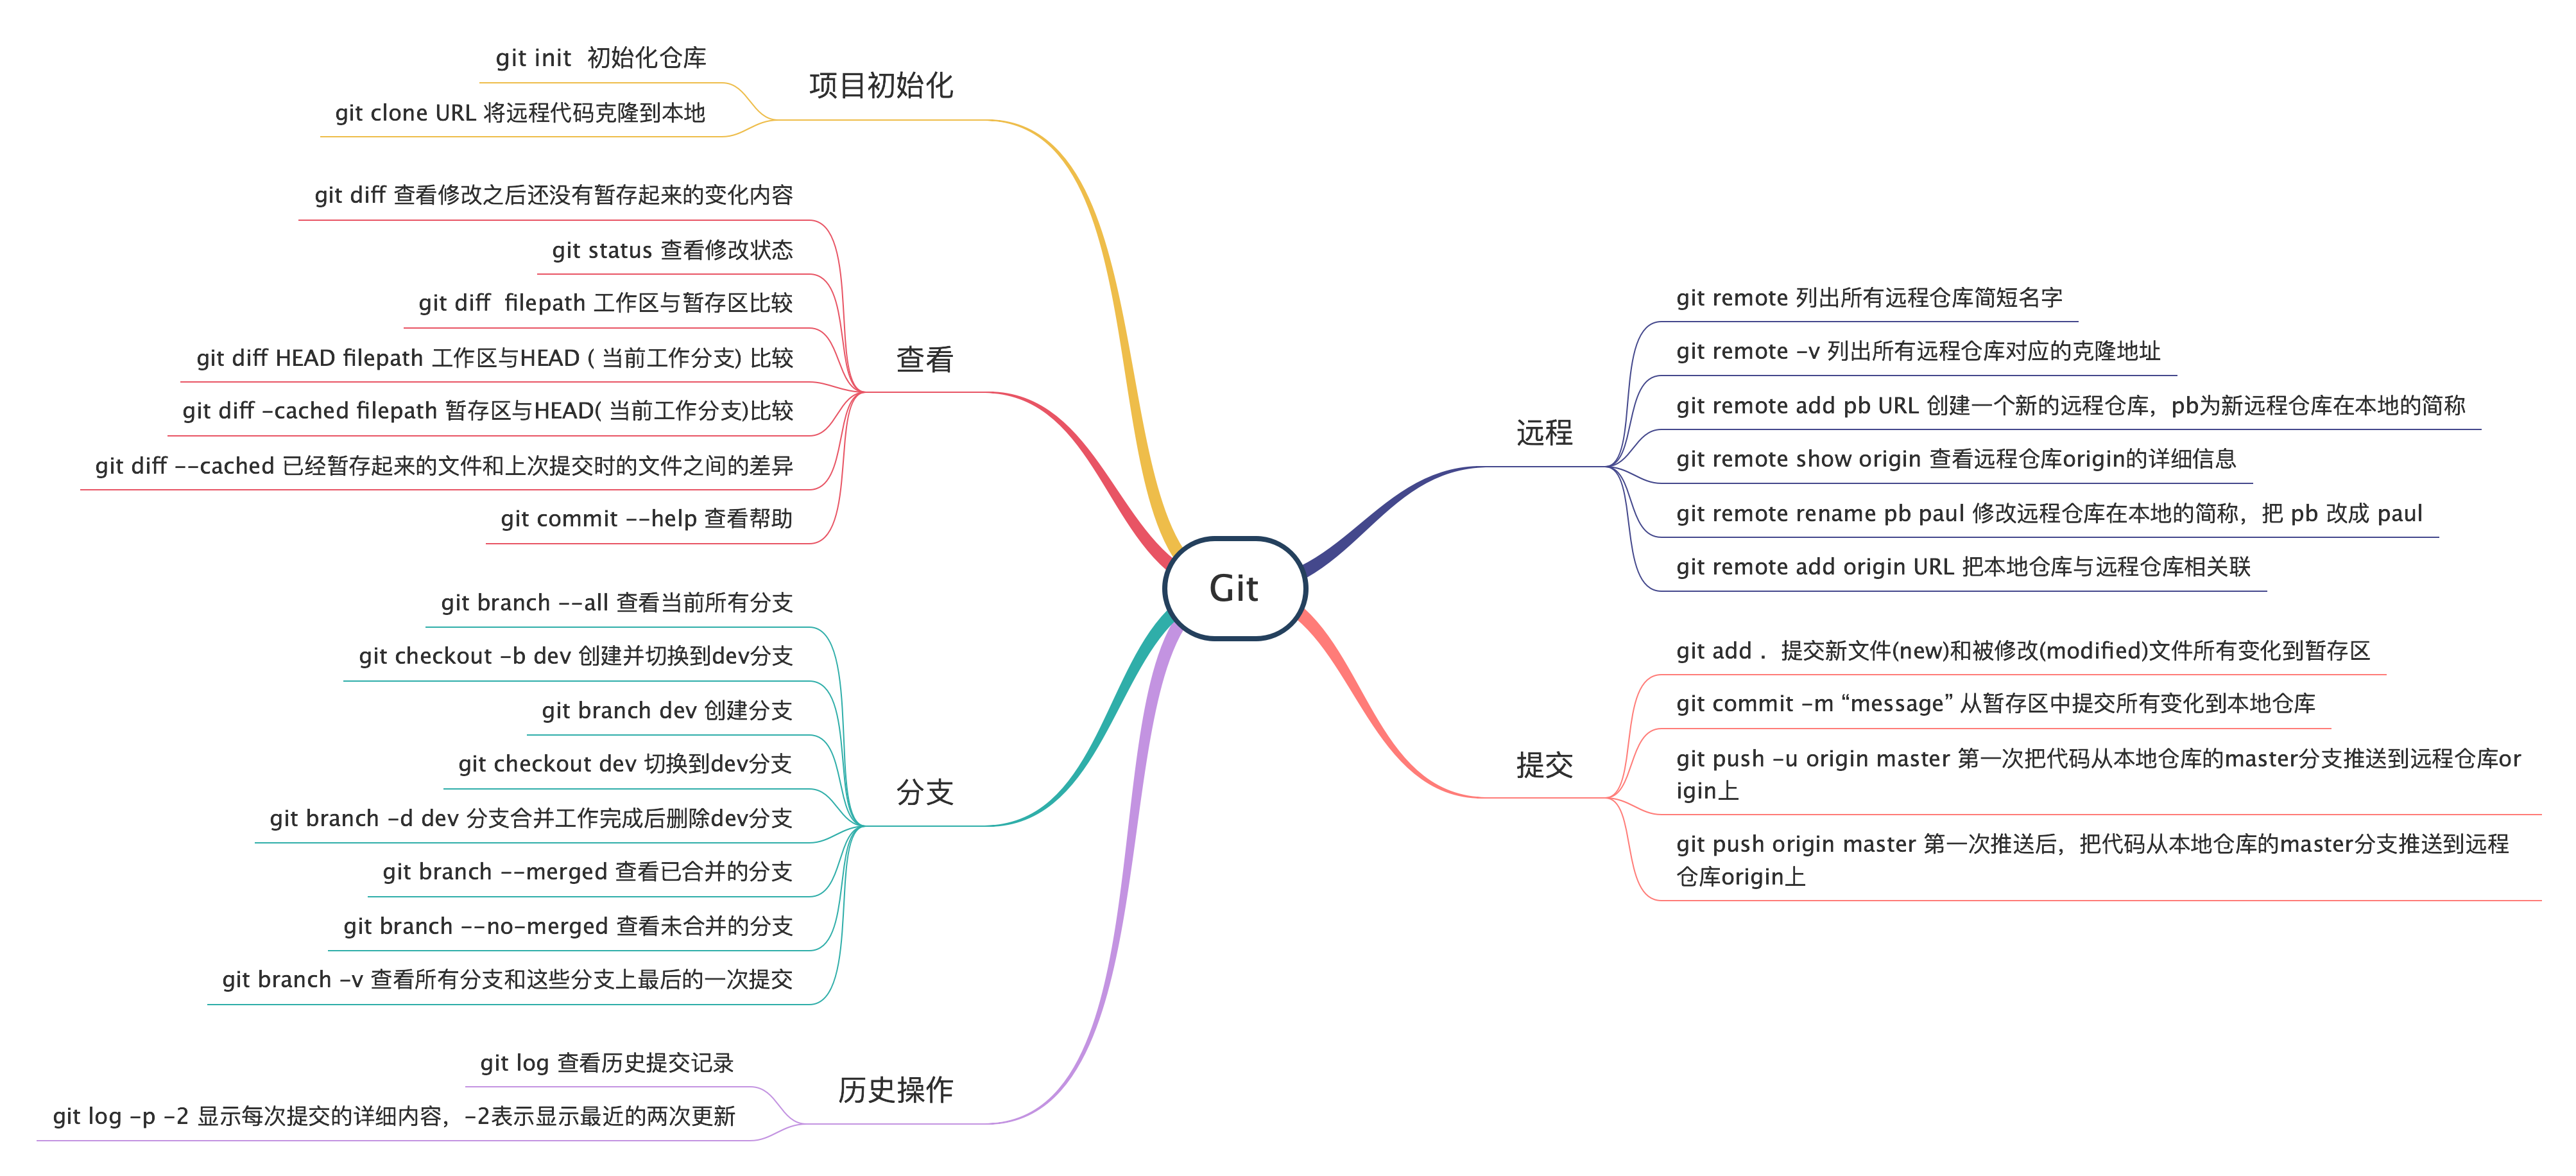 Git
项目初始化
git init  初始化仓库
git clone URL 将远程代码克隆到本地
查看
git diff 查看修改之后还没有暂存起来的变化内容
git status 查看修改状态
git diff  filepath 工作区与暂存区比较
git diff HEAD filepath 工作区与HEAD ( 当前工作分支) 比较
git diff -cached filepath 暂存区与HEAD( 当前工作分支)比较
git diff --cached 已经暂存起来的文件和上次提交时的文件之间的差异
git commit --help 查看帮助
分支
git branch --all 查看当前所有分支
git checkout -b dev 创建并切换到dev分支
git branch dev 创建分支
git checkout dev 切换到dev分支
git branch -d dev 分支合并工作完成后删除dev分支
git branch --merged 查看已合并的分支
git branch --no-merged 查看未合并的分支
git branch -v 查看所有分支和这些分支上最后的一次提交
历史操作
git log 查看历史提交记录
git log -p -2 显示每次提交的详细内容，-2表示显示最近的两次更新
远程
git remote 列出所有远程仓库简短名字
git remote -v 列出所有远程仓库对应的克隆地址
git remote add pb URL 创建一个新的远程仓库，pb为新远程仓库在本地的简称
git remote show origin 查看远程仓库origin的详细信息
git remote rename pb paul 修改远程仓库在本地的简称，把 pb 改成 paul
git remote add origin URL 把本地仓库与远程仓库相关联
提交
git add .  提交新文件(new)和被修改(modified)文件所有变化到暂存区
git commit -m “message” 从暂存区中提交所有变化到本地仓库
git push -u origin master 第一次把代码从本地仓库的master分支推送到远程仓库or
igin上
git push origin master 第一次推送后，把代码从本地仓库的master分支推送到远程
仓库origin上